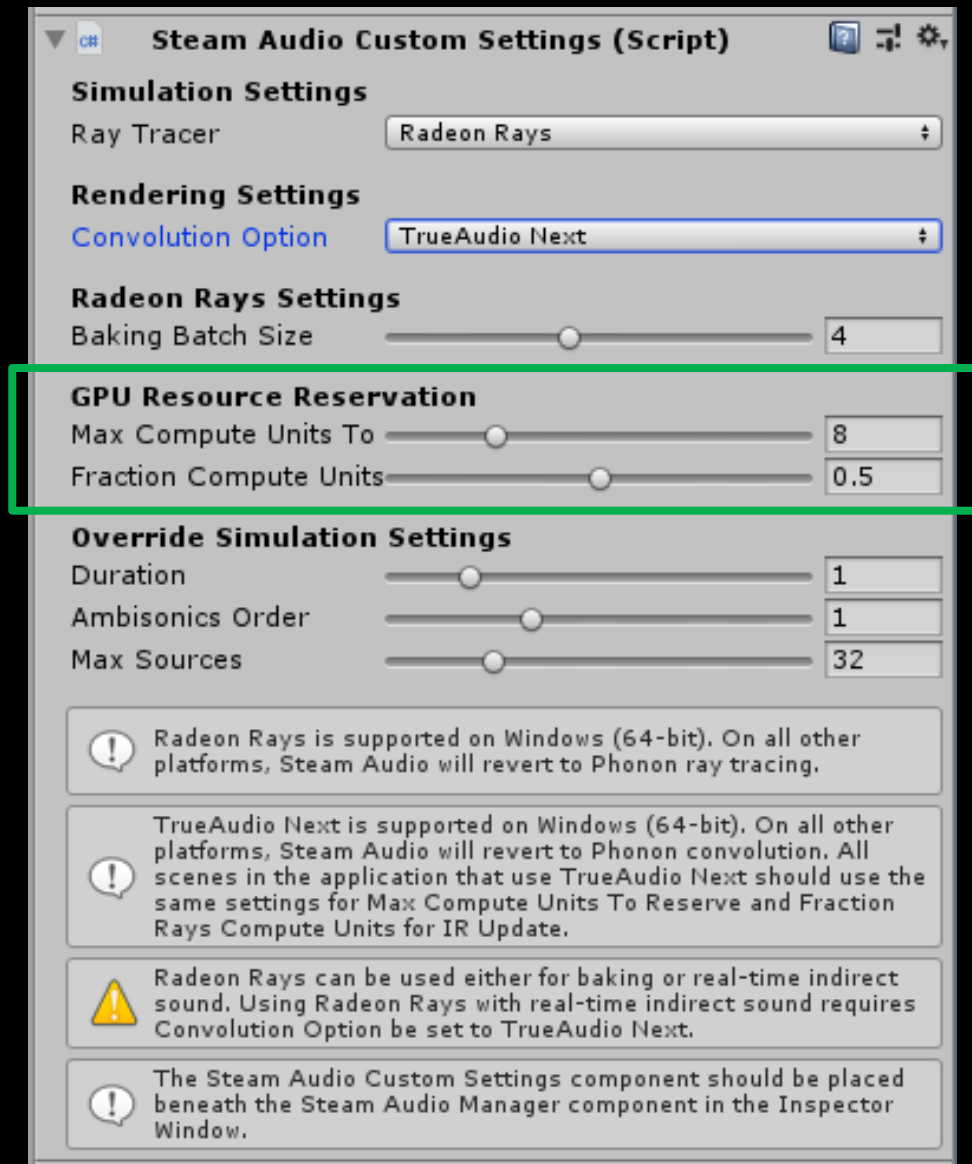 C#
Steam Audio Custom Settings (Script)
Simulation Settings
Ray Tracer
Radeon Rays
Rendering Settings
Convolution Option
TrueAudio Next
Radeon Rays Settings
Baking Batch Size
4
GPU Resource Reservation
Max Compute Units To
8
Fraction Compute Units
0.5
Override Simulation Settings
Duration
1
Ambisonics Order
1
Max Sources
32
Radeon Rays is supported on Windows (64-bit). On all other
platforms, Steam Audio will revert to Phonon ray tracing.
TrueAudio Next is supported on Windows (64-bit). On all other
platforms, Steam Audio will revert to Phonon convolution. All
scenes in the application that use TrueAudio Next should use the
same settings for Max Compute Units To Reserve and Fraction
Rays Compute Units for IR Update.
Radeon Rays can be used either for baking or real-time indirect
sound. Using Radeon Rays with real-time indirect sound requires
Convolution Option be set to TrueAudio Next.
The Steam Audio Custom Settings component should be placed
beneath the Steam Audio Manager component in the Inspector
Window.